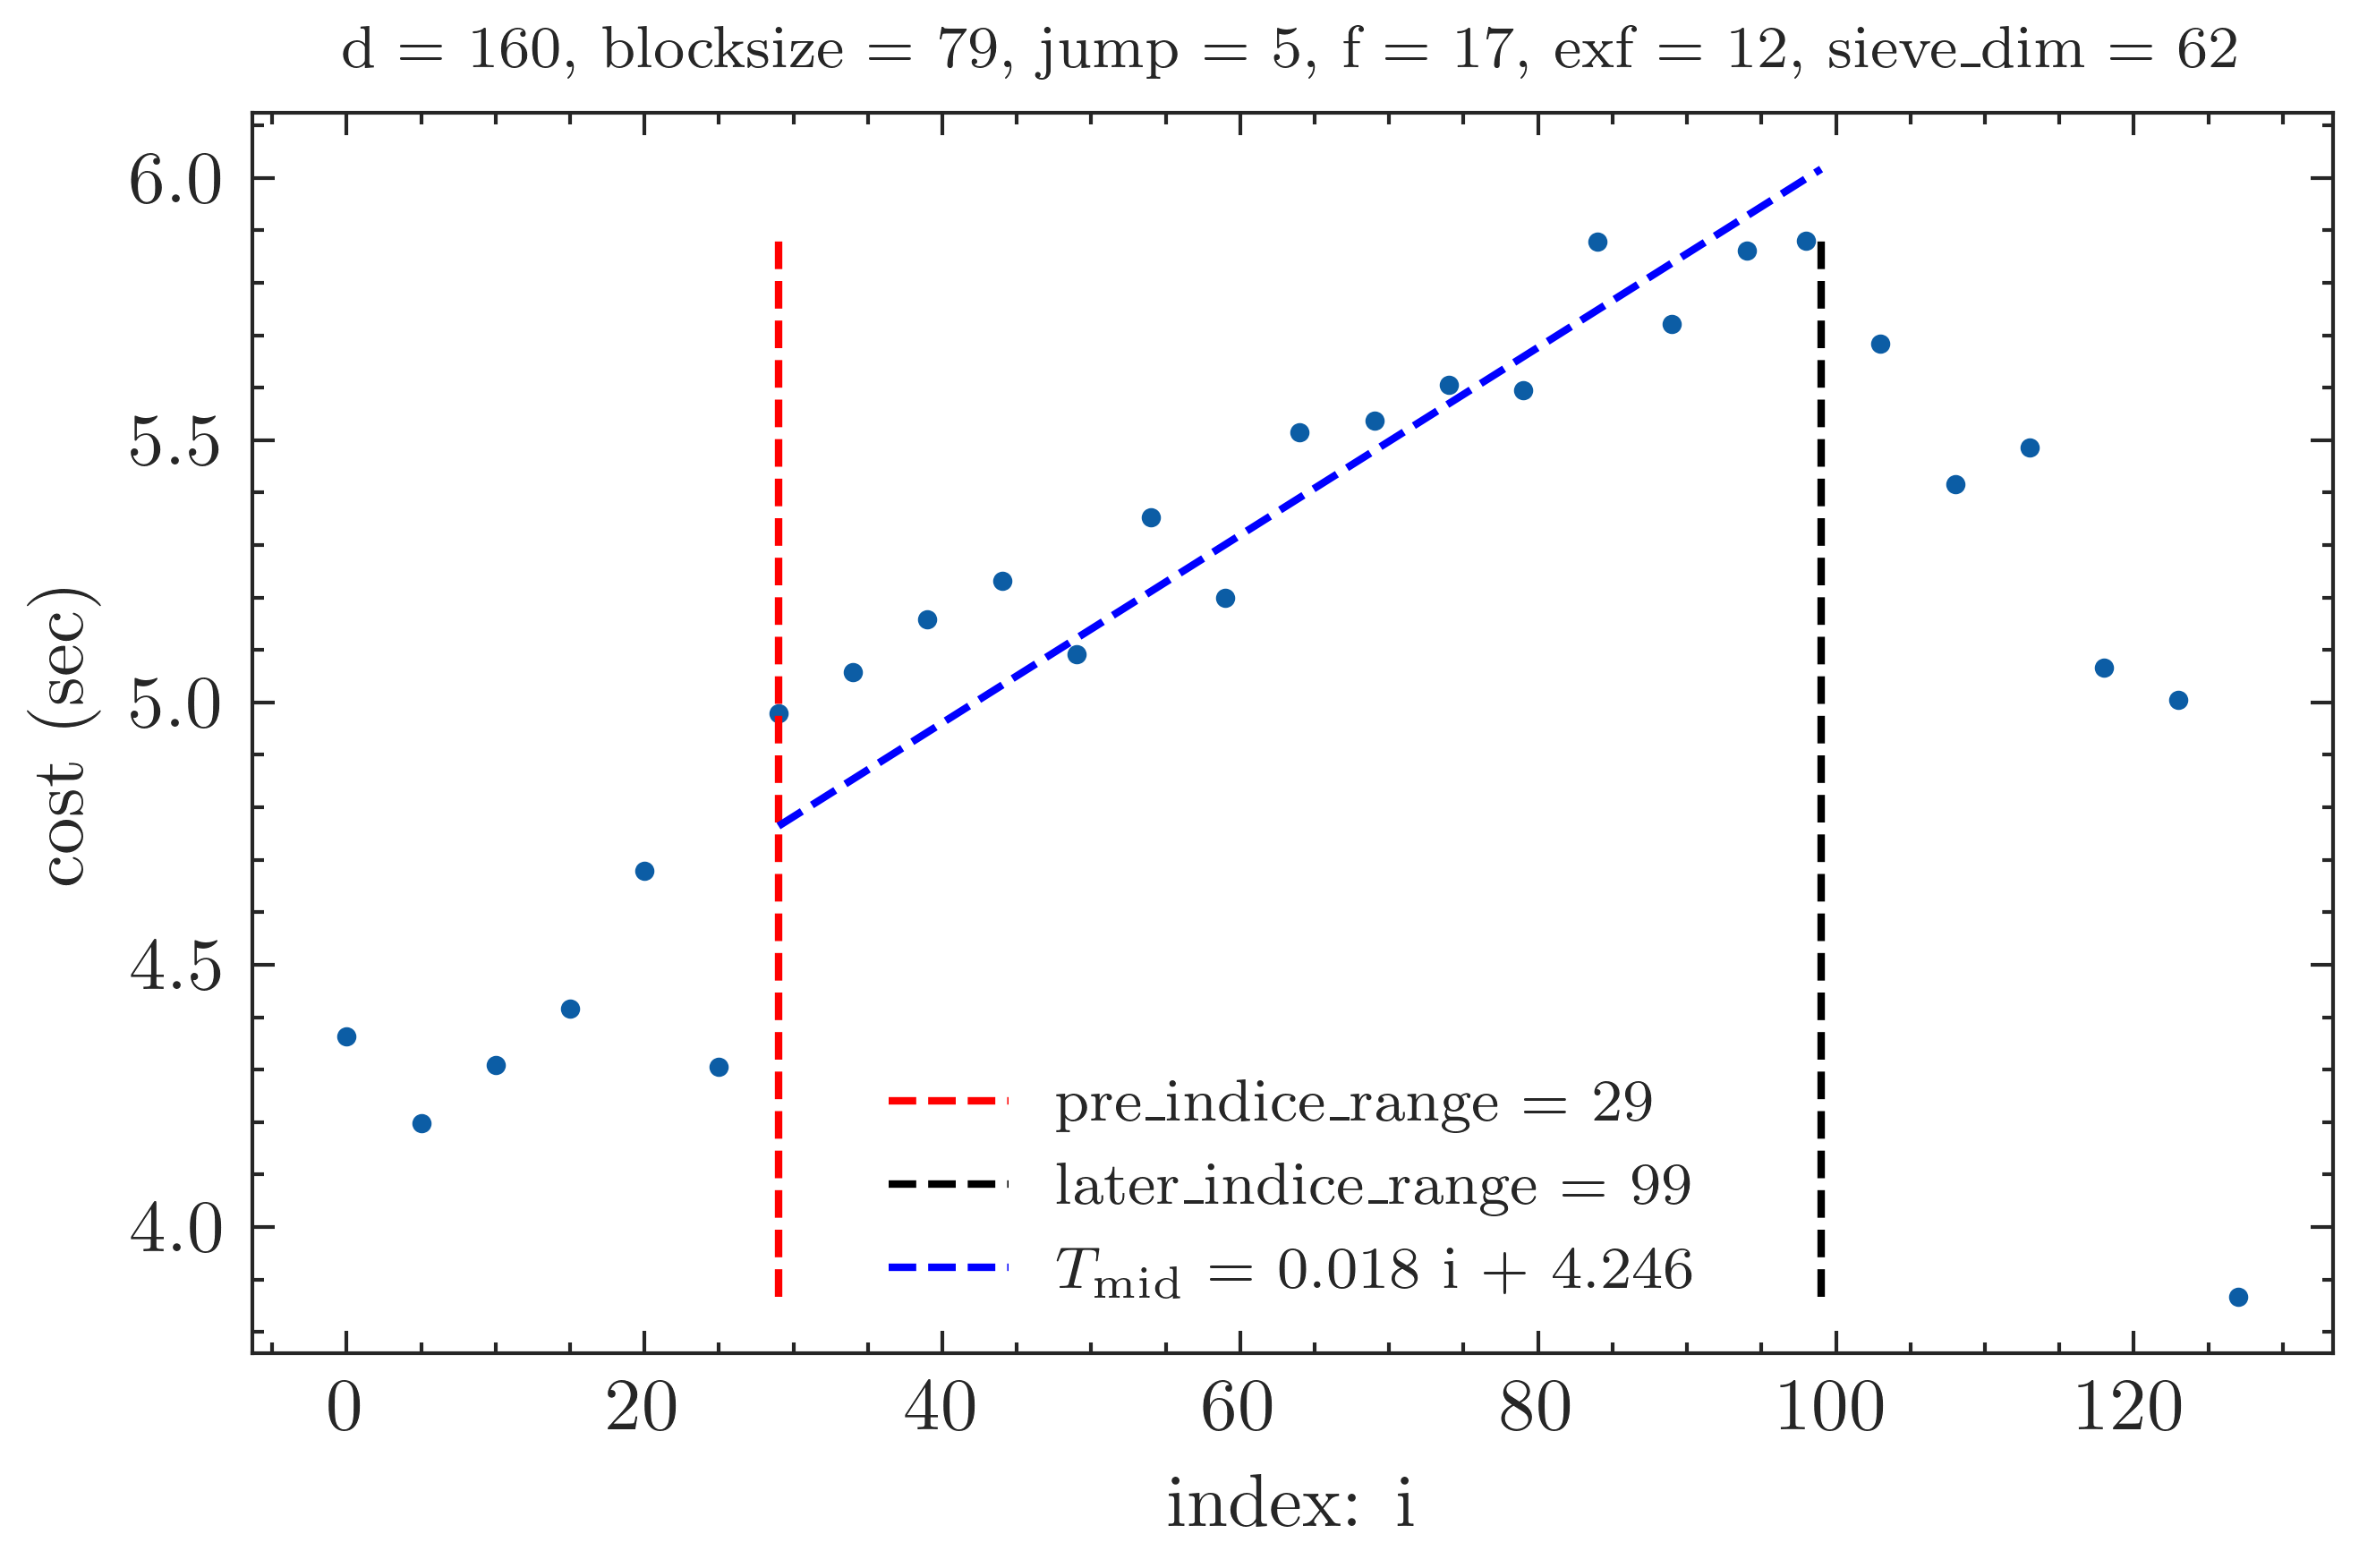 d = 160, blocksize = 79, jump = 5, f = 17, exf = 12, sieve_dim = 62
6.0
5.5
5.0
4.5
4.0
cost (sec)
pre_indice_range = 29
later_indice_range = 99
T_mid = 0.018 i + 4.246
0 20 40 60 80 100 120
index: i